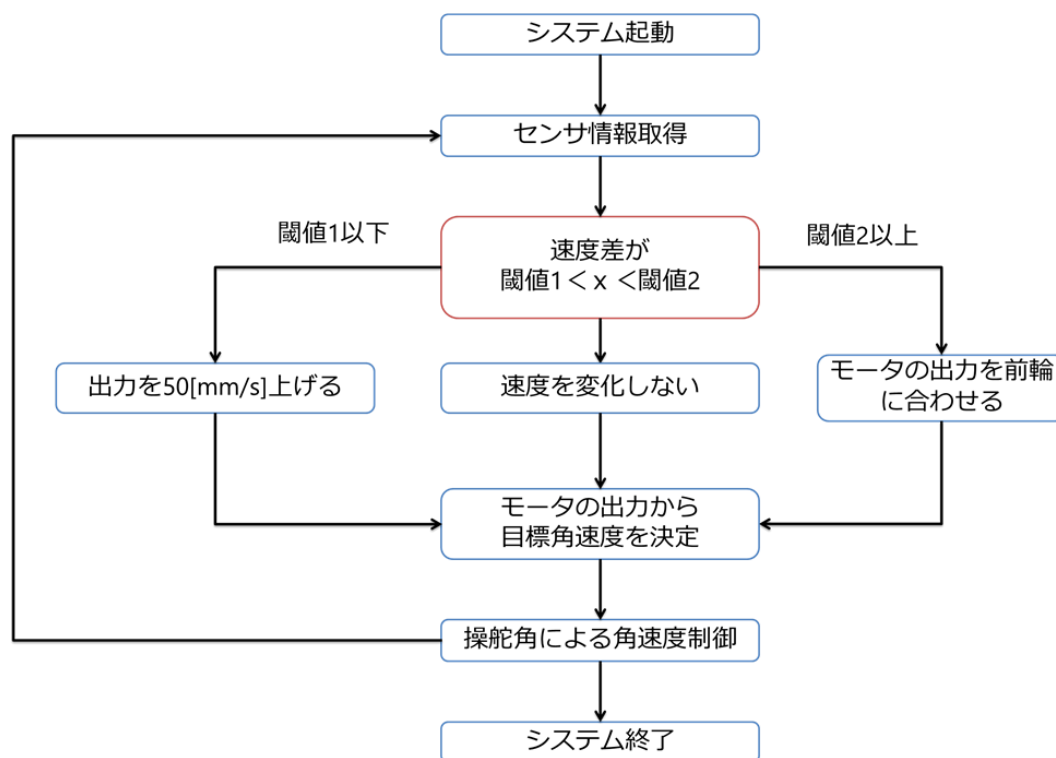 システム起動
センサ情報取得
閾値1以下
閾値2以上
速度差が
閾値1＜ x ＜閾値2
出力を50[mm/s]上げる
速度を変化しない
モータの出力を前輪
に合わせる
モータの出力から
目標角速度を決定
操舵角による角速度制御
システム終了